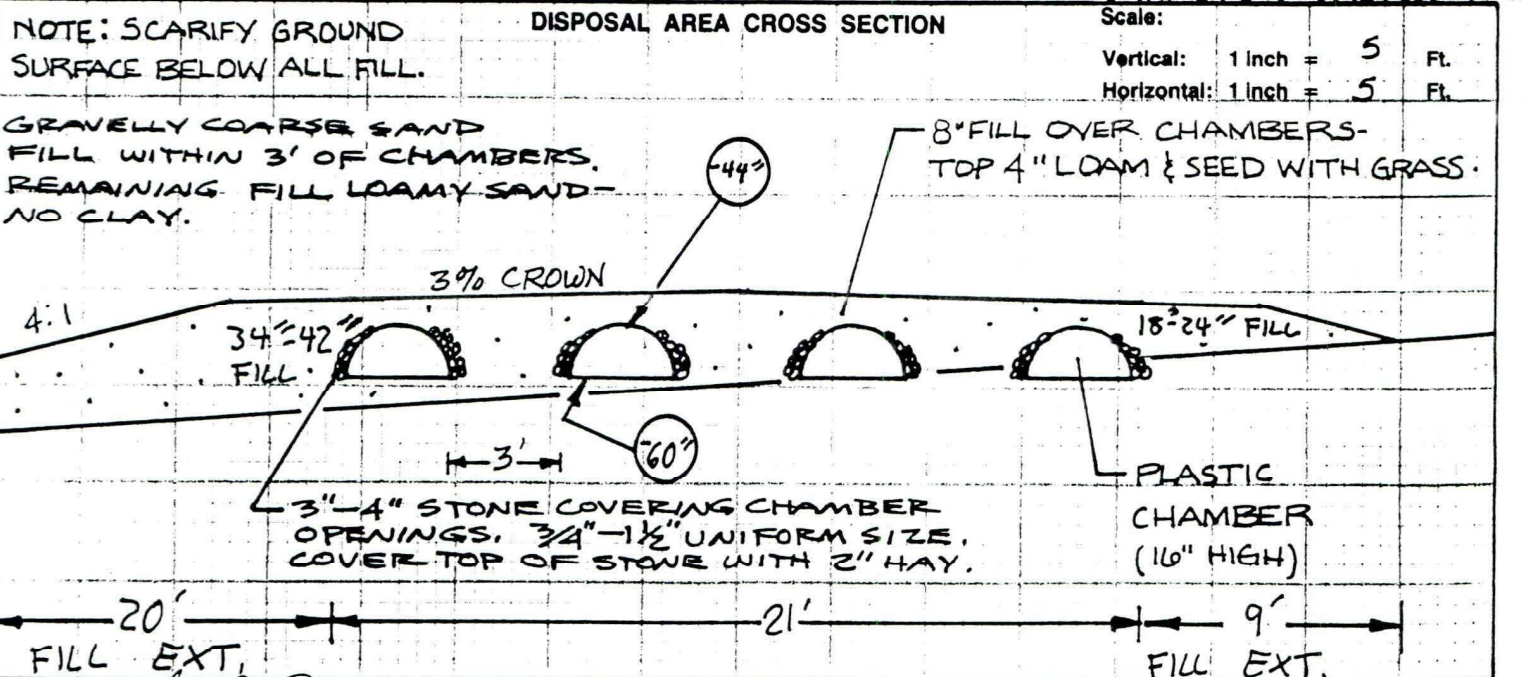 NOTE: SCARIFY GROUND
SURFACE BELOW ALL FILL.
DISPOSAL AREA CROSS SECTION
Scale:
Vertical: 1 inch = 5 Ft.
Horizontal: 1 inch = 5 Ft.
GRAVELLY COARSE SAND
FILL WITHIN 3' OF CHAMBERS.
REMAINING FILL LOAMY SAND-
NO CLAY.
-44"
8" FILL OVER CHAMBERS-
TOP 4" LOAM & SEED WITH GRASS.
3% CROWN
4:1
34"-42"
FILL
18"-24" FILL
3'
-60"
3"-4" STONE COVERING CHAMBER
OPENINGS. 3/4"-1½" UNIFORM SIZE.
COVER TOP OF STONE WITH 2" HAY.
PLASTIC
CHAMBER
(16" HIGH)
20'
FILL EXT.
21'
9'
FILL EXT.